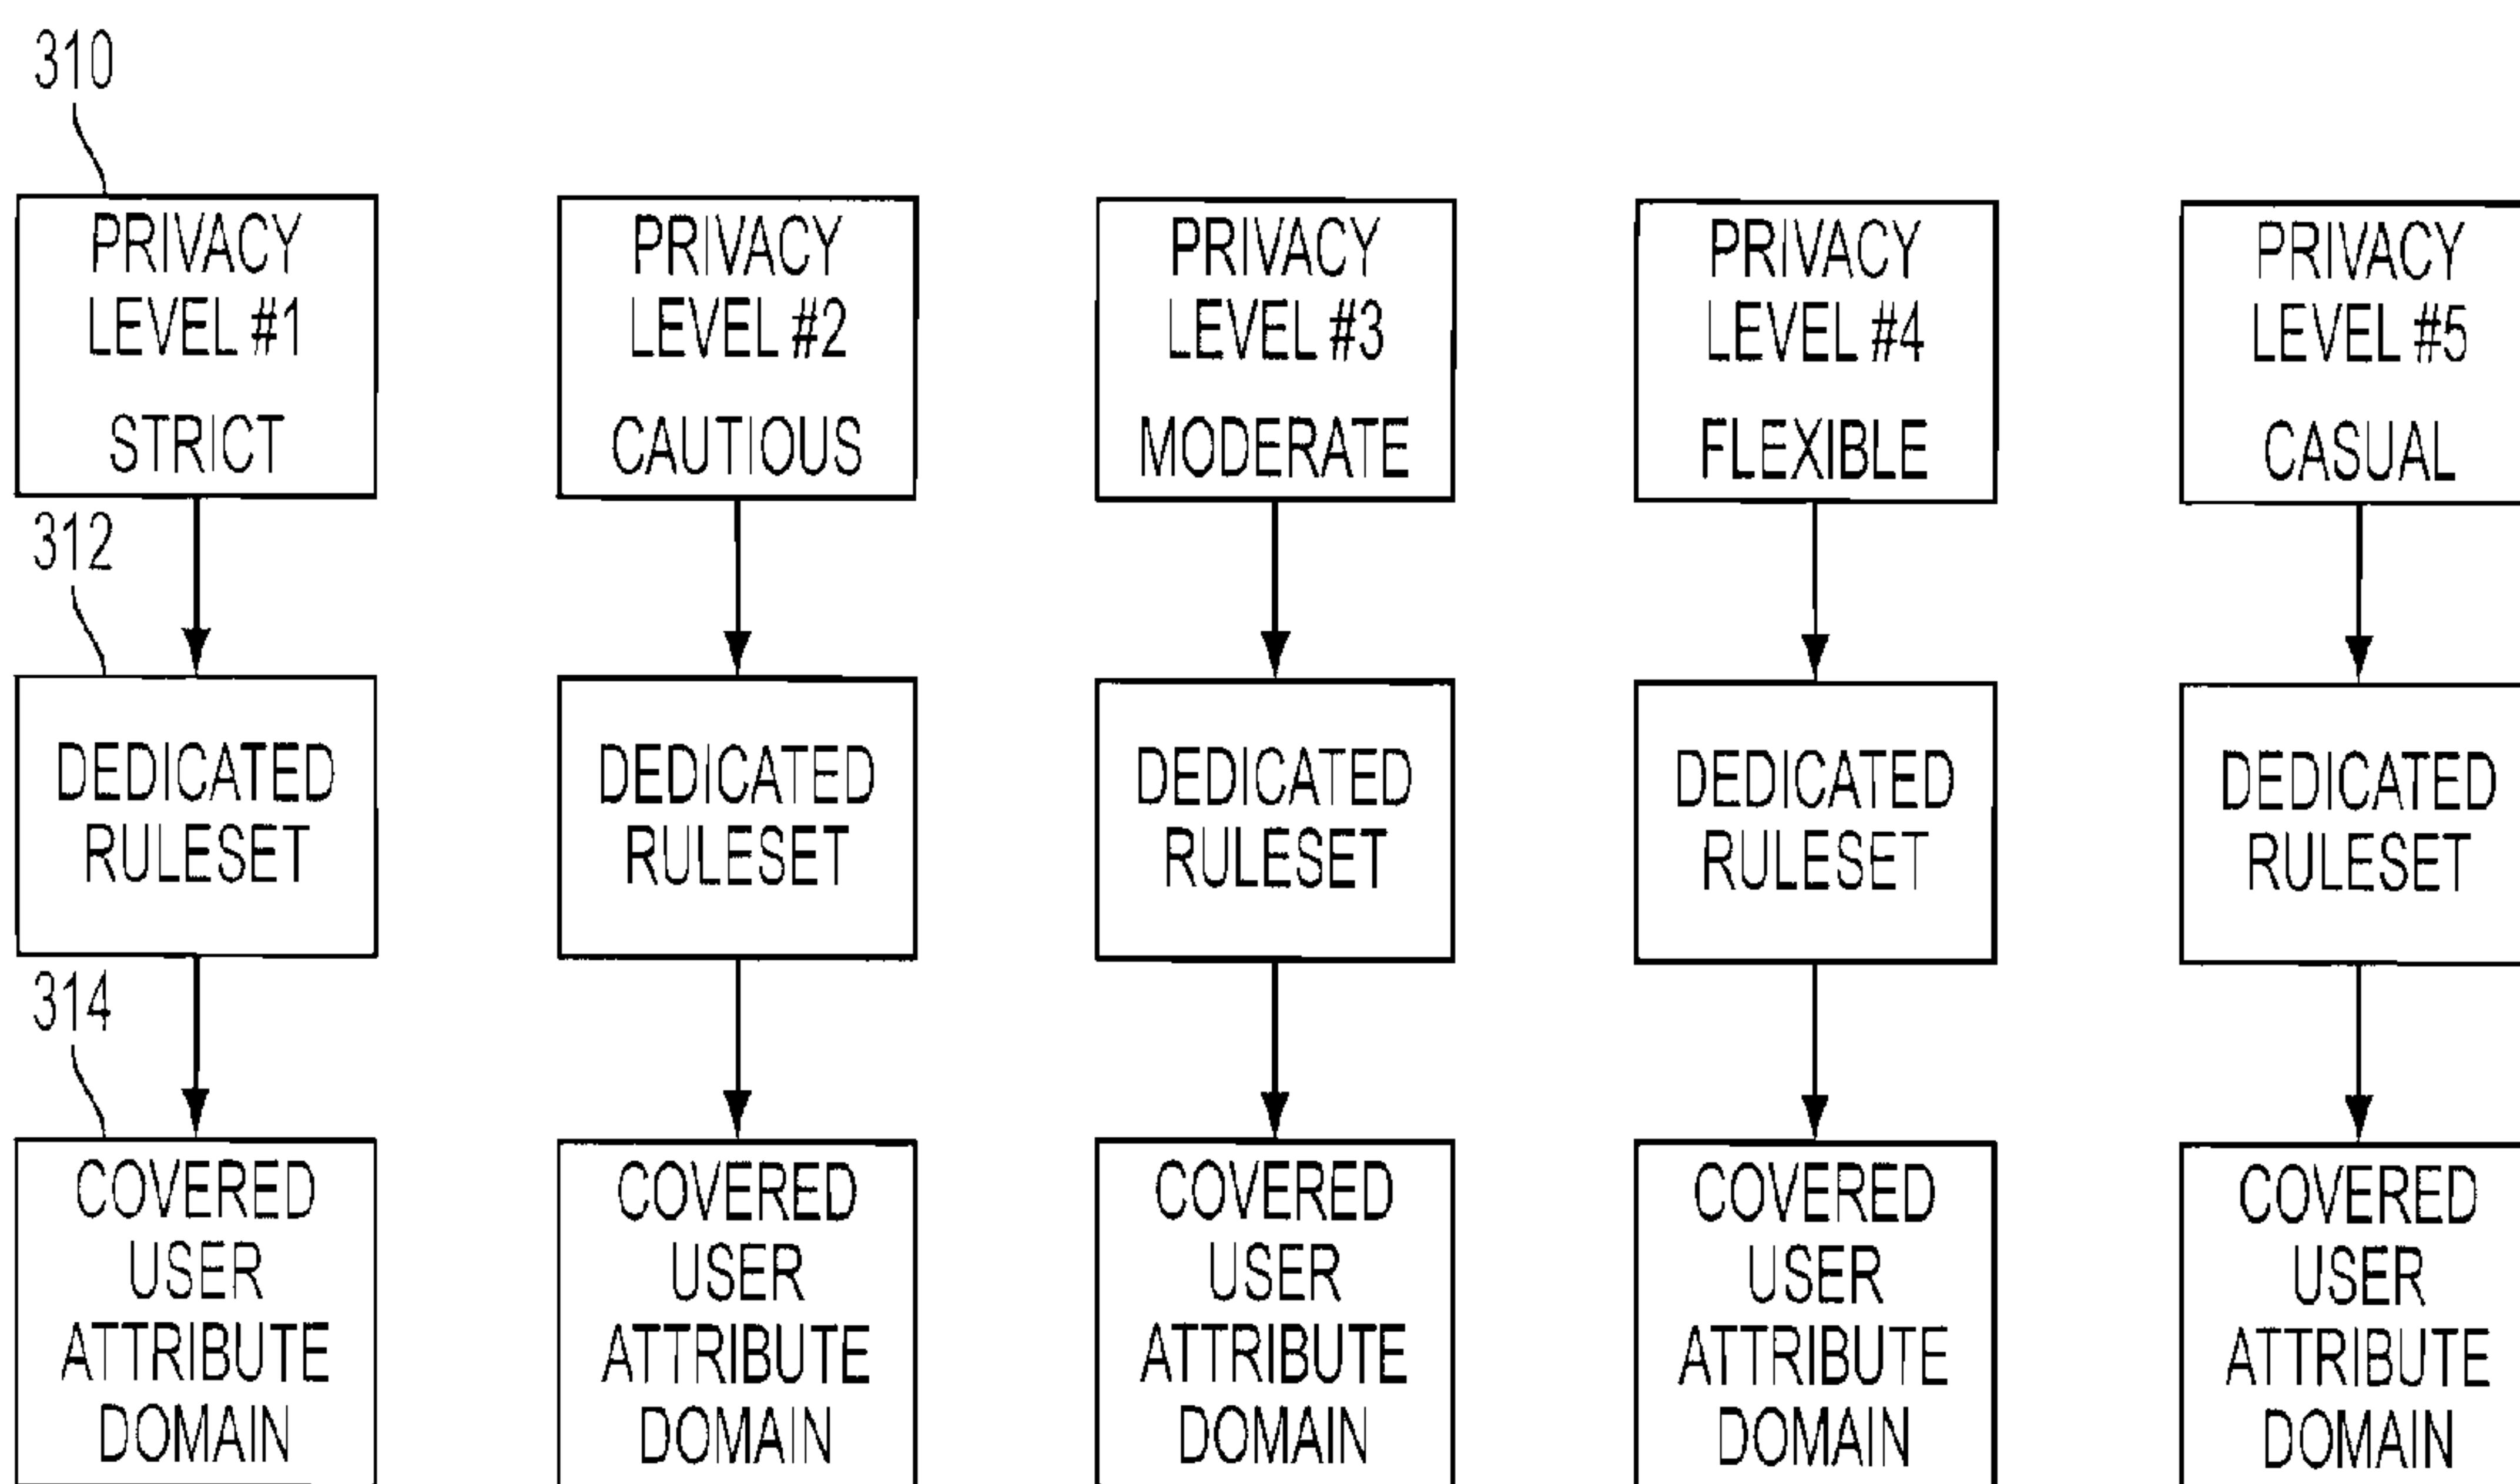 310
PRIVACY
LEVEL #1
STRICT
PRIVACY
LEVEL #2
CAUTIOUS
PRIVACY
LEVEL #3
MODERATE
PRIVACY
LEVEL #4
FLEXIBLE
PRIVACY
LEVEL #5
CASUAL
312
DEDICATED
RULESET
DEDICATED
RULESET
DEDICATED
RULESET
DEDICATED
RULESET
DEDICATED
RULESET
314
COVERED
USER
ATTRIBUTE
DOMAIN
COVERED
USER
ATTRIBUTE
DOMAIN
COVERED
USER
ATTRIBUTE
DOMAIN
COVERED
USER
ATTRIBUTE
DOMAIN
COVERED
USER
ATTRIBUTE
DOMAIN